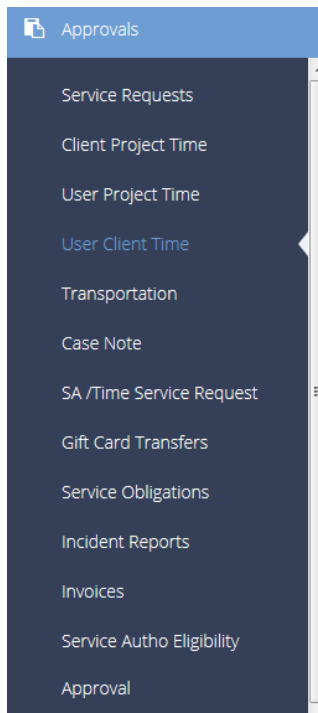 Approvals
Service Requests
Client Project Time
User Project Time
User Client Time
Transportation
Case Note
SA /Time Service Request
Gift Card Transfers
Service Obligations
Incident Reports
Invoices
Service Autho Eligibility
Approval